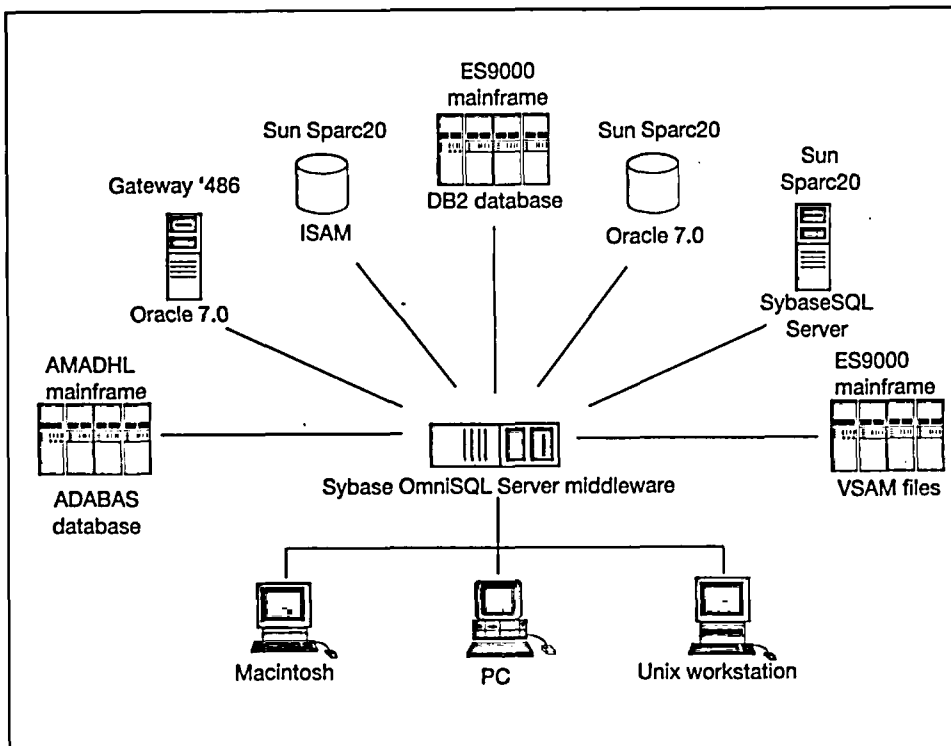 ES9000
mainframe
DB2 database
Sun Sparc20
ISAM
Sun Sparc20
Oracle 7.0
Gateway '486
Oracle 7.0
Sun
Sparc20
SybaseSQL
Server
AMADHL
mainframe
ADABAS
database
ES9000
mainframe
VSAM files
Sybase OmniSQL Server middleware
Macintosh
PC
Unix workstation